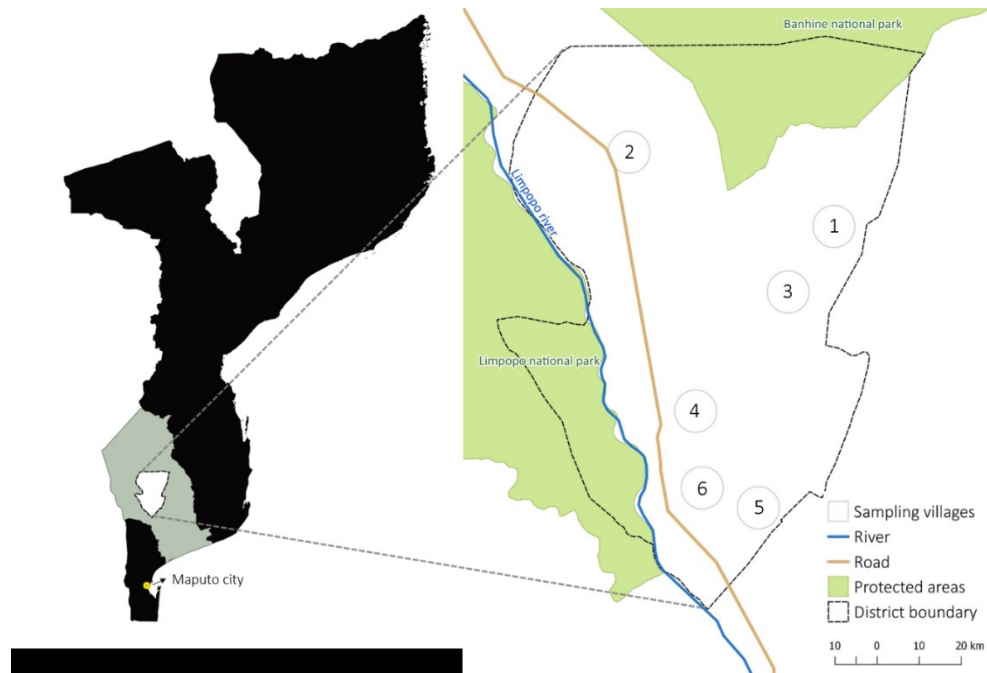 Banhine national park
2
Limpopo river
1
3
Limpopo national park
4
6
5
Maputo city
Sampling villages
River
Road
Protected areas
District boundary
10 0 20 km